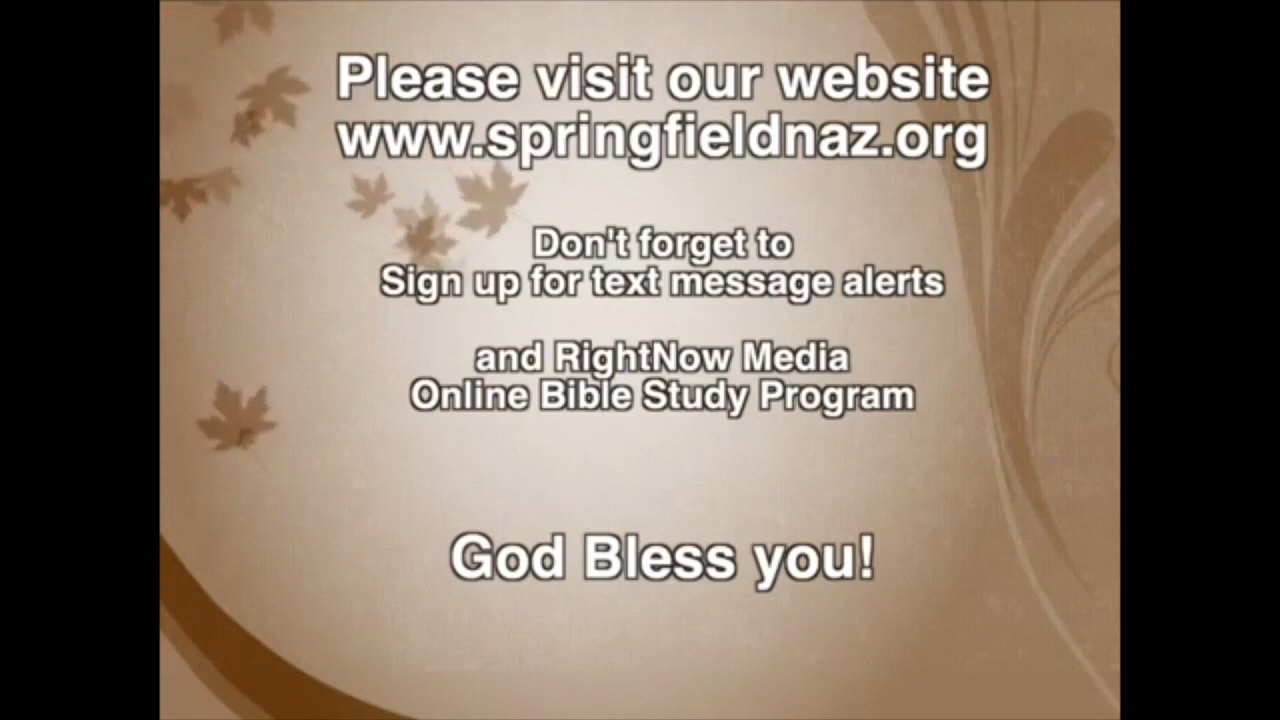 Please visit our website
www.springfieldnaz.org
Don't forget to
Sign up for text message alerts
and RightNow Media
Online Bible Study Program
God Bless you!